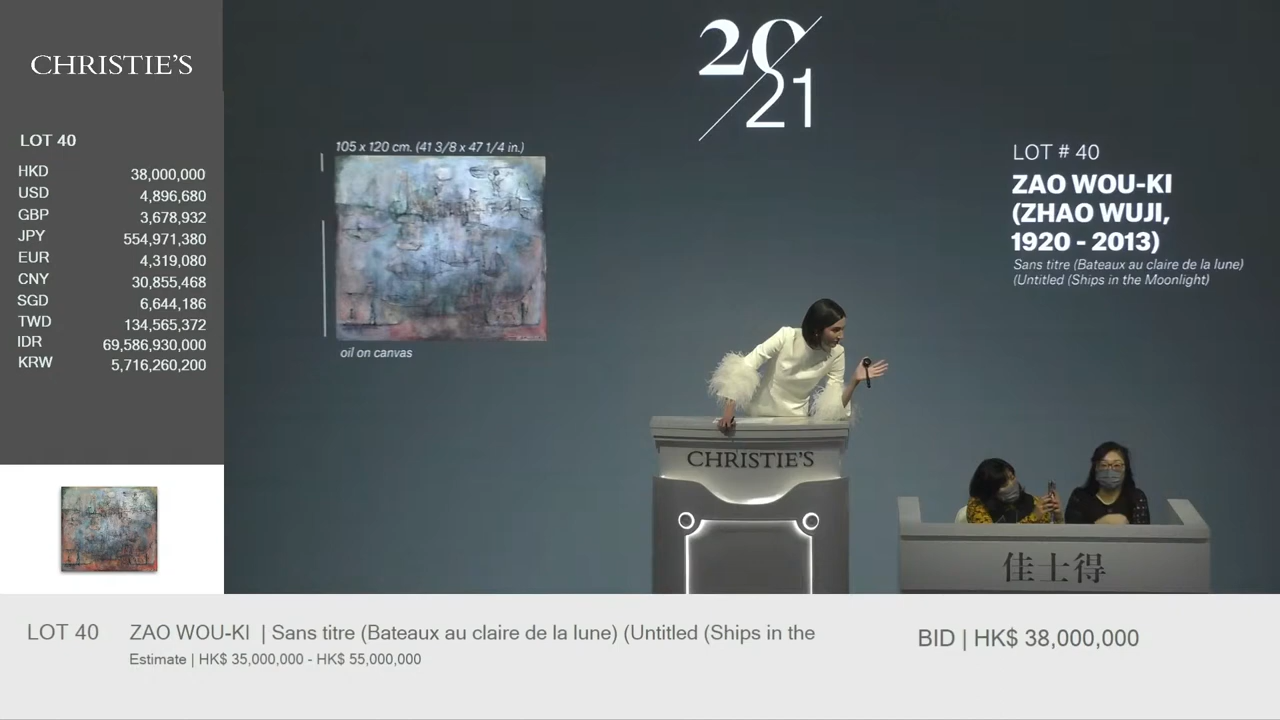 CHRISTIE'S
LOT 40
HKD 38,000,000
USD 4,896,680
GBP 3,678,932
JPY 554,971,380
EUR 4,319,080
CNY 30,855,468
SGD 6,644,186
TWD 134,565,372
IDR 69,586,930,000
KRW 5,716,260,200
20
21
105 x 120 cm. (41 3/8 x 47 1/4 in.)
oil on canvas
LOT # 40
ZAO WOU-KI
(ZHAO WUJI,
1920 - 2013)
Sans titre (Bateaux au claire de la lune)
(Untitled (Ships in the Moonlight)
CHRISTIE'S
佳士得
LOT 40
ZAO WOU-KI | Sans titre (Bateaux au claire de la lune) (Untitled (Ships in the
Estimate | HK$ 35,000,000 - HK$ 55,000,000
BID | HK$ 38,000,000